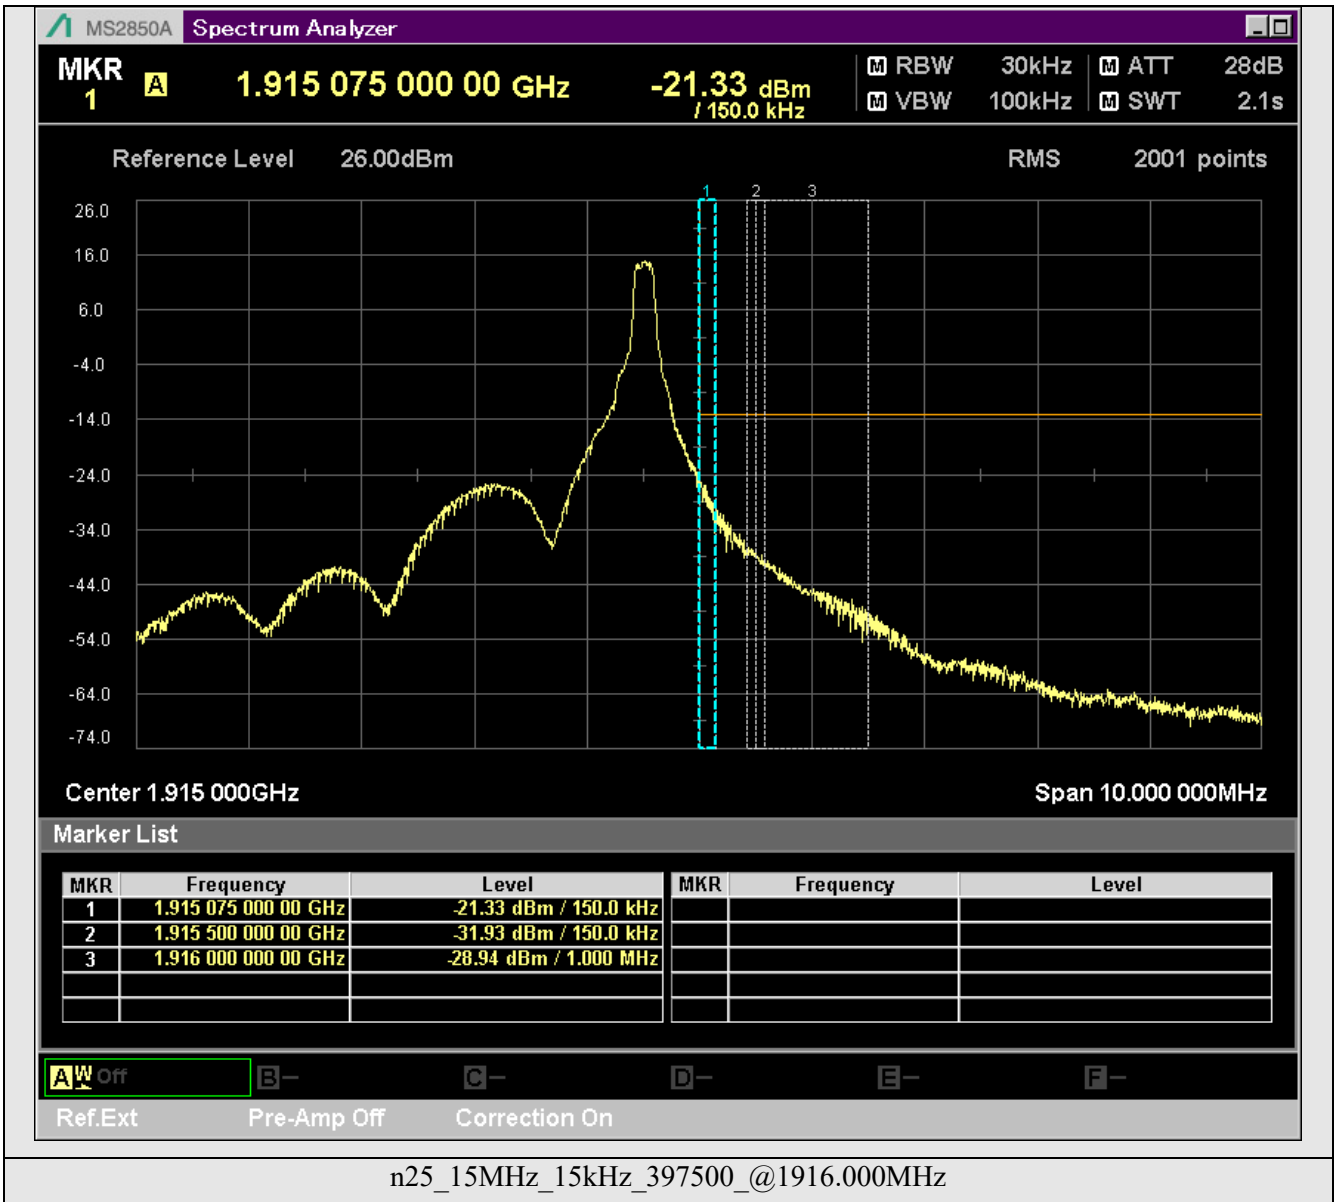 MS2850A Spectrum Analyzer
MKR 1 A 1.915 075 000 00 GHz -21.33 dBm / 150.0 kHz
M RBW 30kHz M ATT 28dB
M VBW 100kHz M SWT 2.1s
Reference Level 26.00dBm RMS 2001 points
1 2 3
26.0
16.0
6.0
-4.0
-14.0
-24.0
-34.0
-44.0
-54.0
-64.0
-74.0
Center 1.915 000GHz Span 10.000 000MHz
Marker List
MKR Frequency Level MKR Frequency Level
1 1.915 075 000 00 GHz -21.33 dBm / 150.0 kHz
2 1.915 500 000 00 GHz -31.93 dBm / 150.0 kHz
3 1.916 000 000 00 GHz -28.94 dBm / 1.000 MHz
A W Off B – C – D – E – F –
Ref.Ext Pre-Amp Off Correction On
n25_15MHz_15kHz_397500_@1916.000MHz